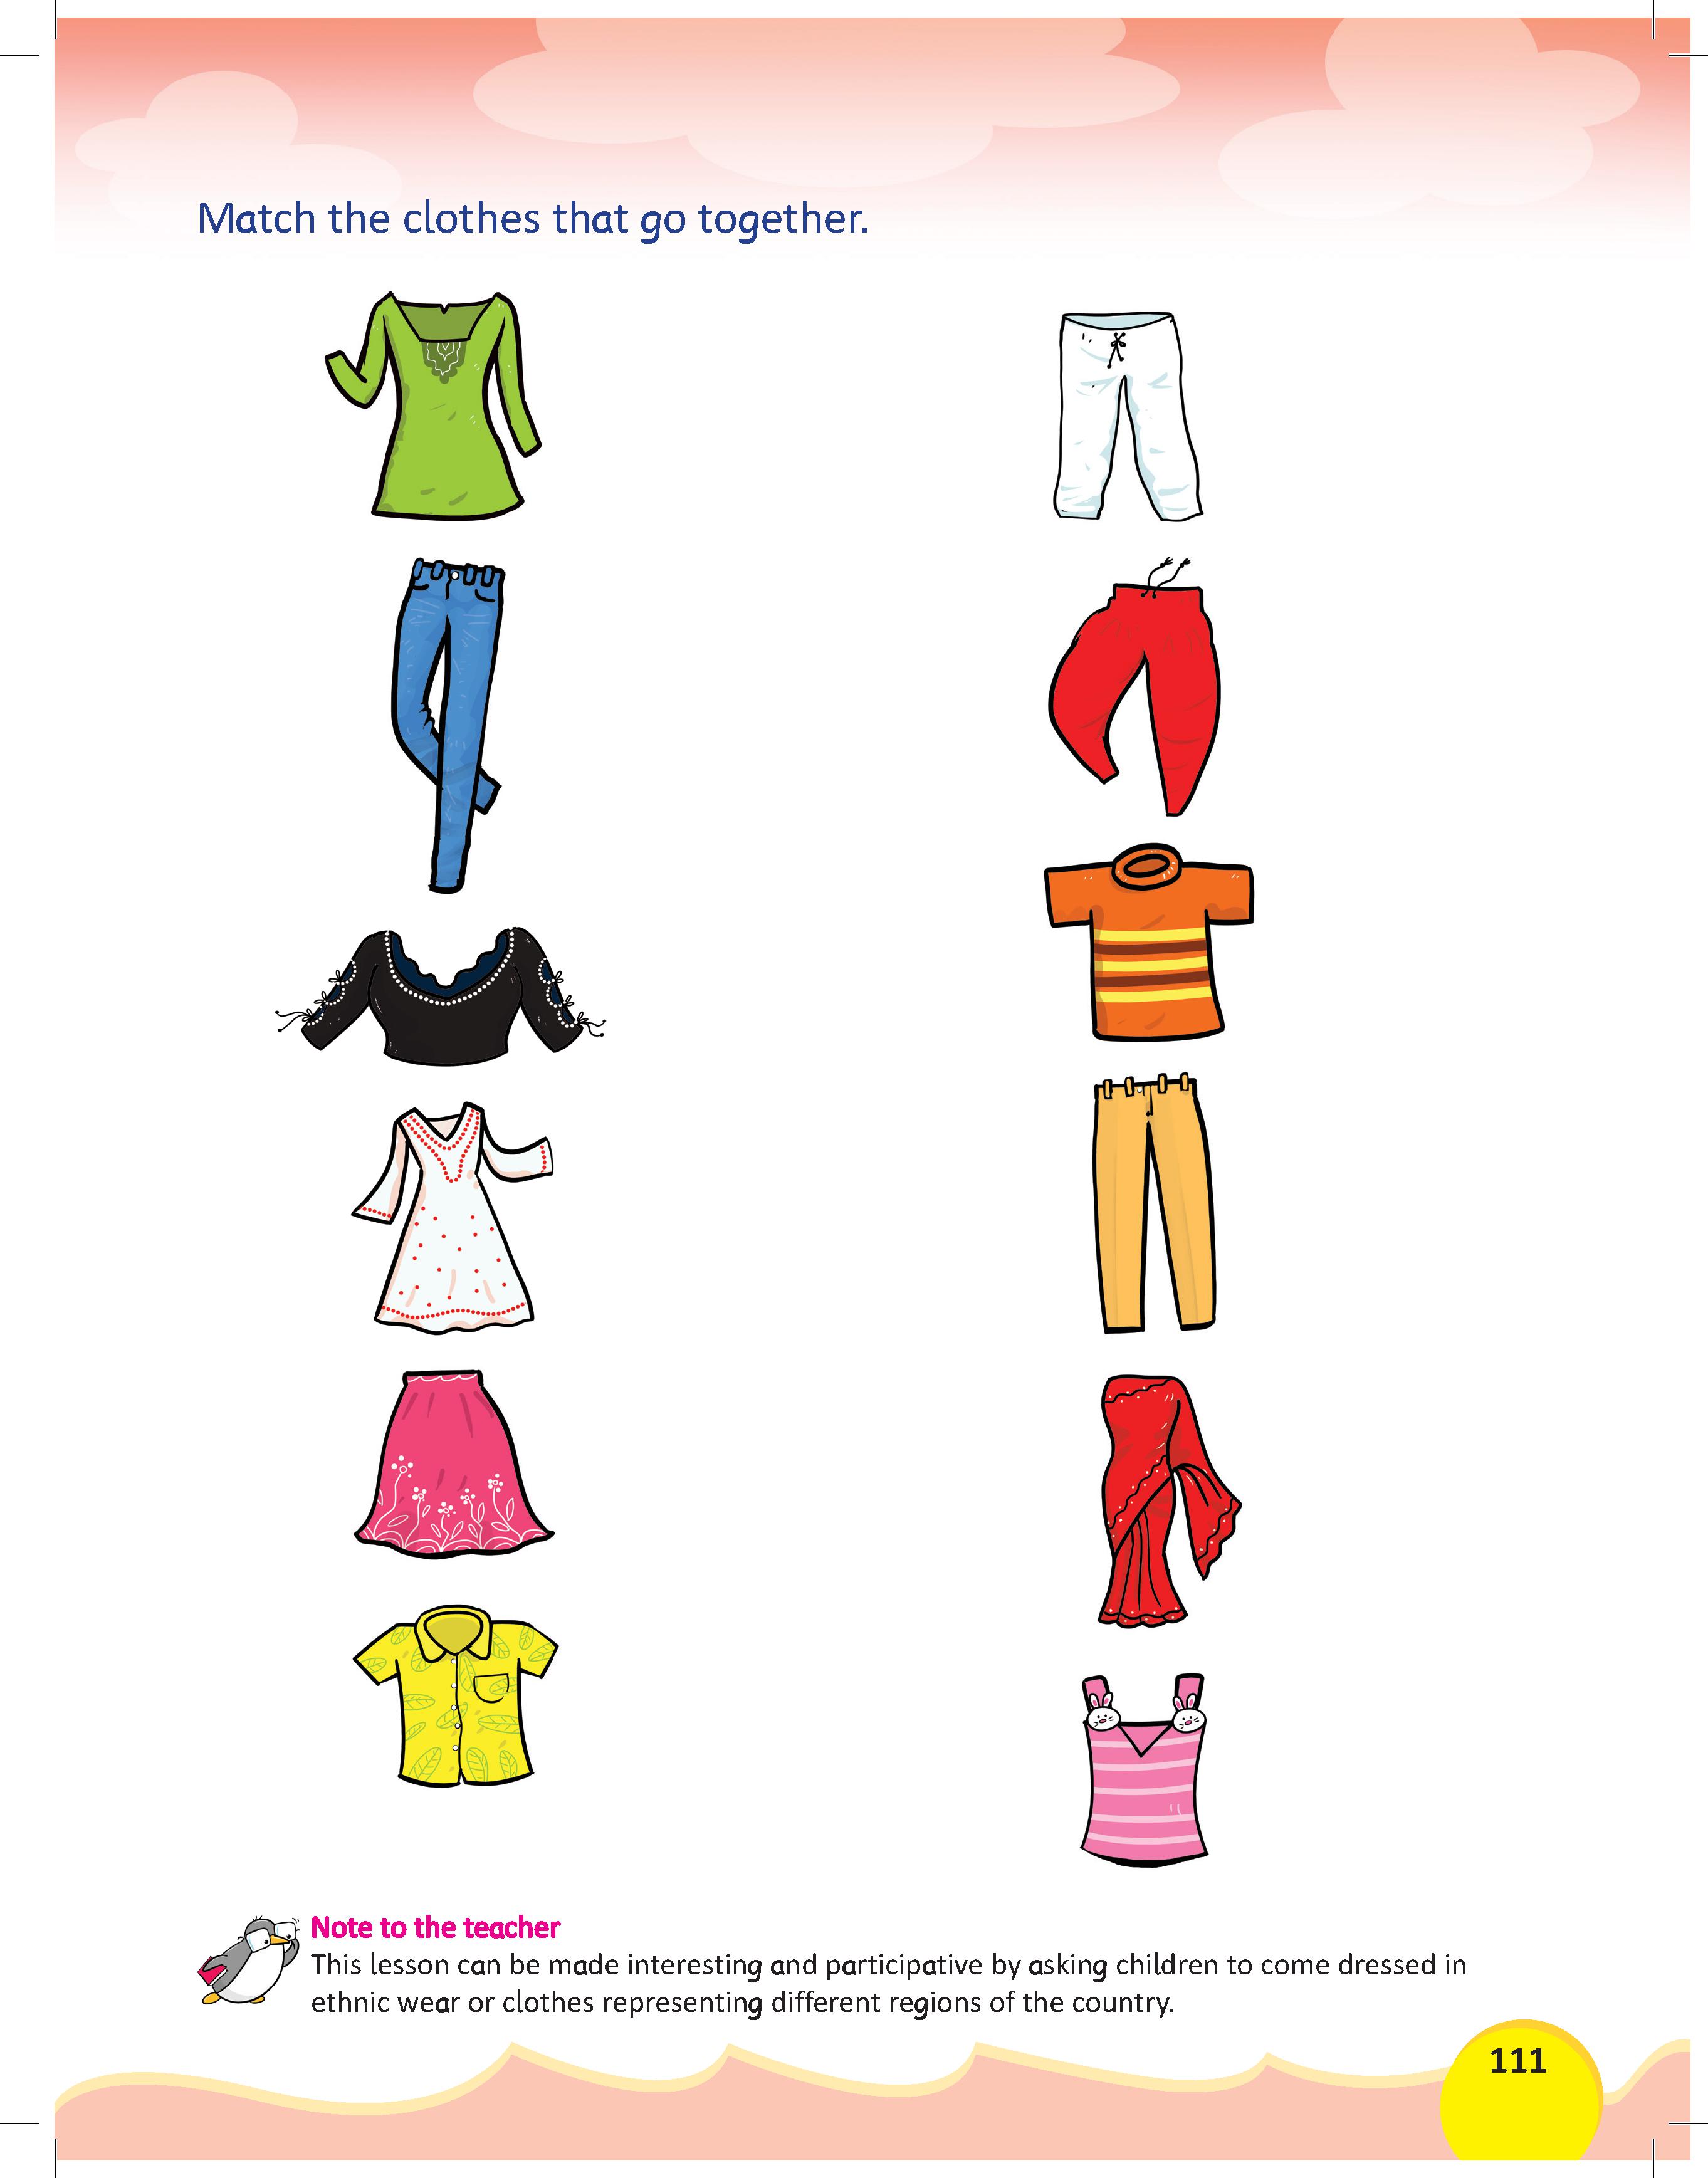 Match the clothes that go together.
Note to the teacher
This lesson can be made interesting and participative by asking children to come dressed in
ethnic wear or clothes representing different regions of the country.
111